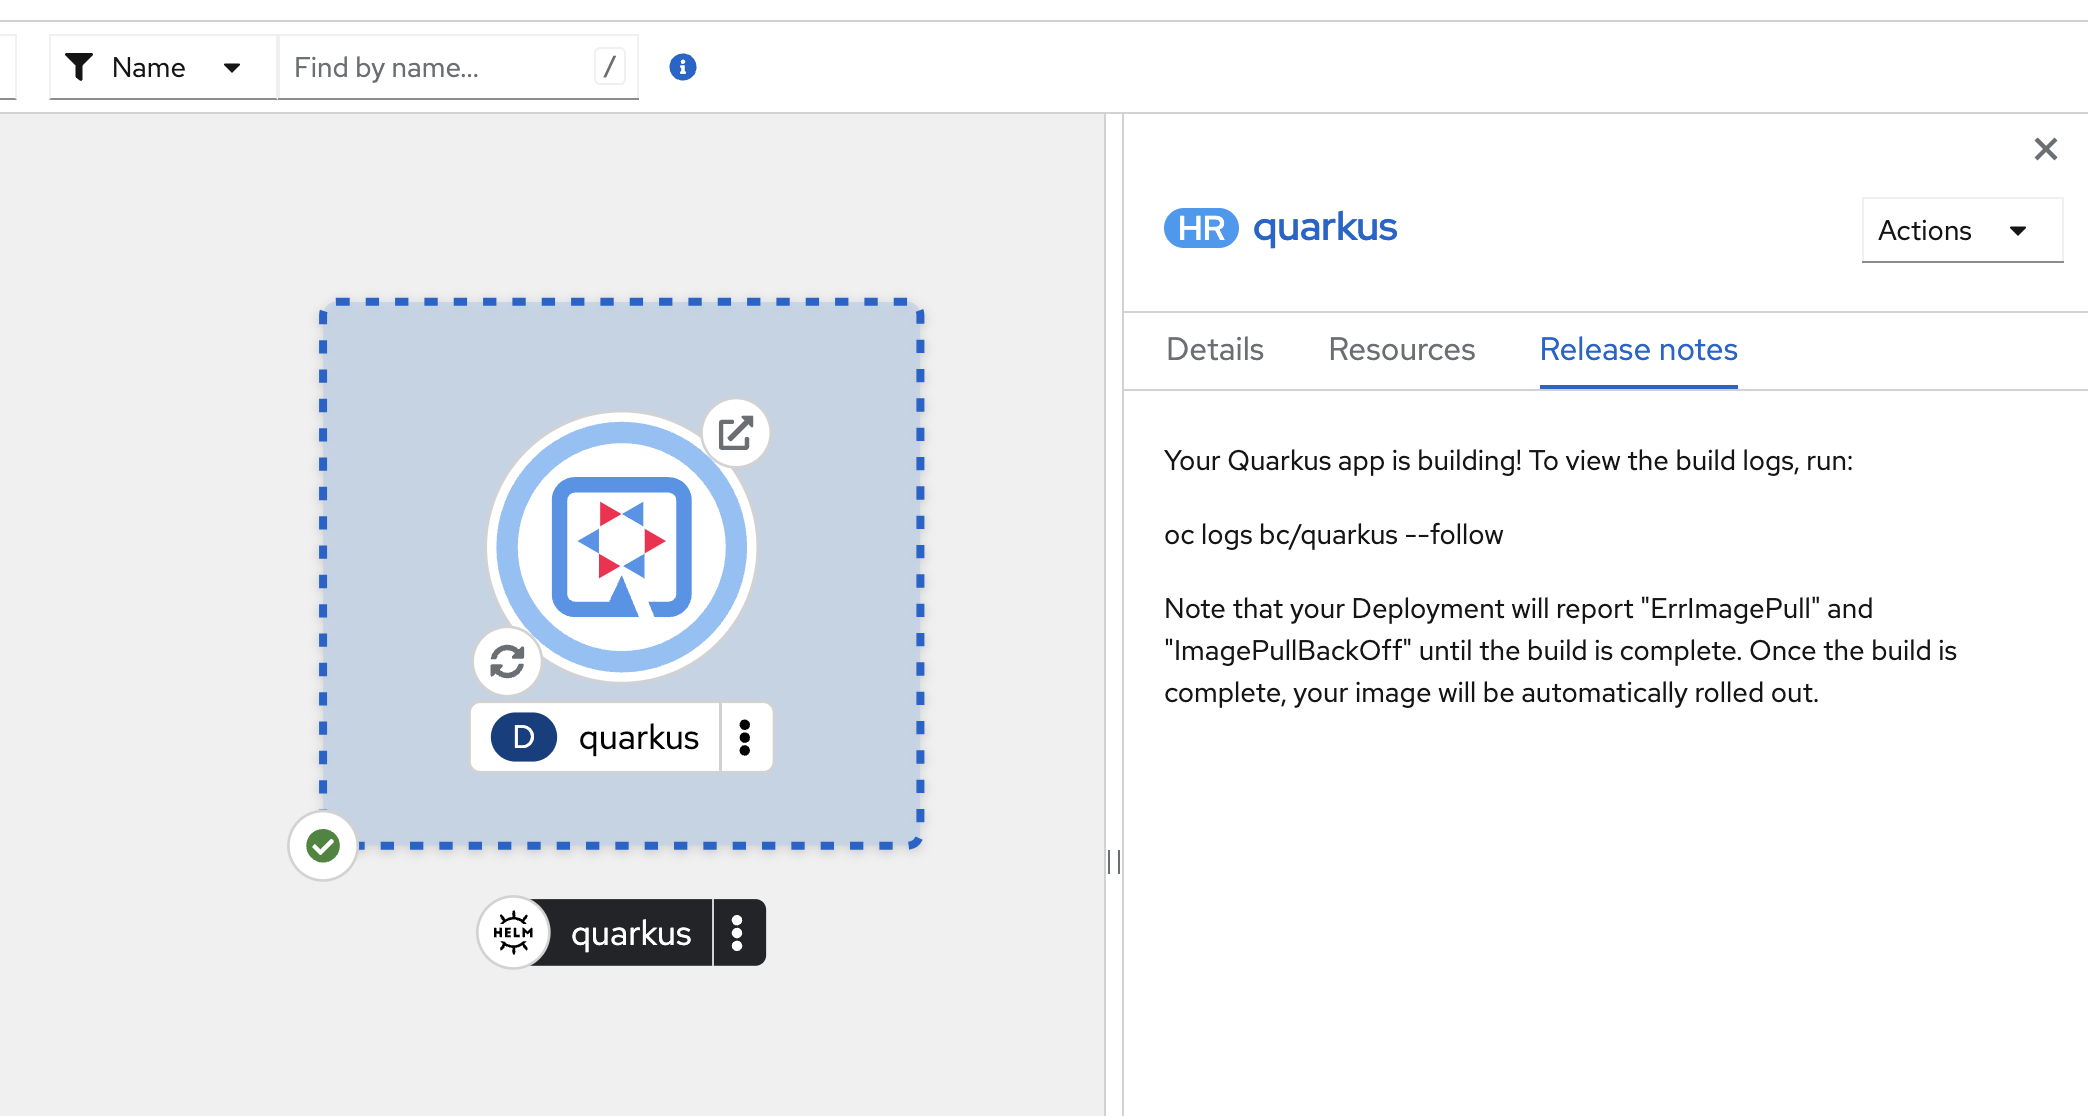 Name
Find by name...
/
HR quarkus
Actions
Details Resources Release notes
Your Quarkus app is building! To view the build logs, run:
oc logs bc/quarkus --follow
Note that your Deployment will report "ErrImagePull" and
"ImagePullBackOff" until the build is complete. Once the build is
complete, your image will be automatically rolled out.
D quarkus
HELM quarkus